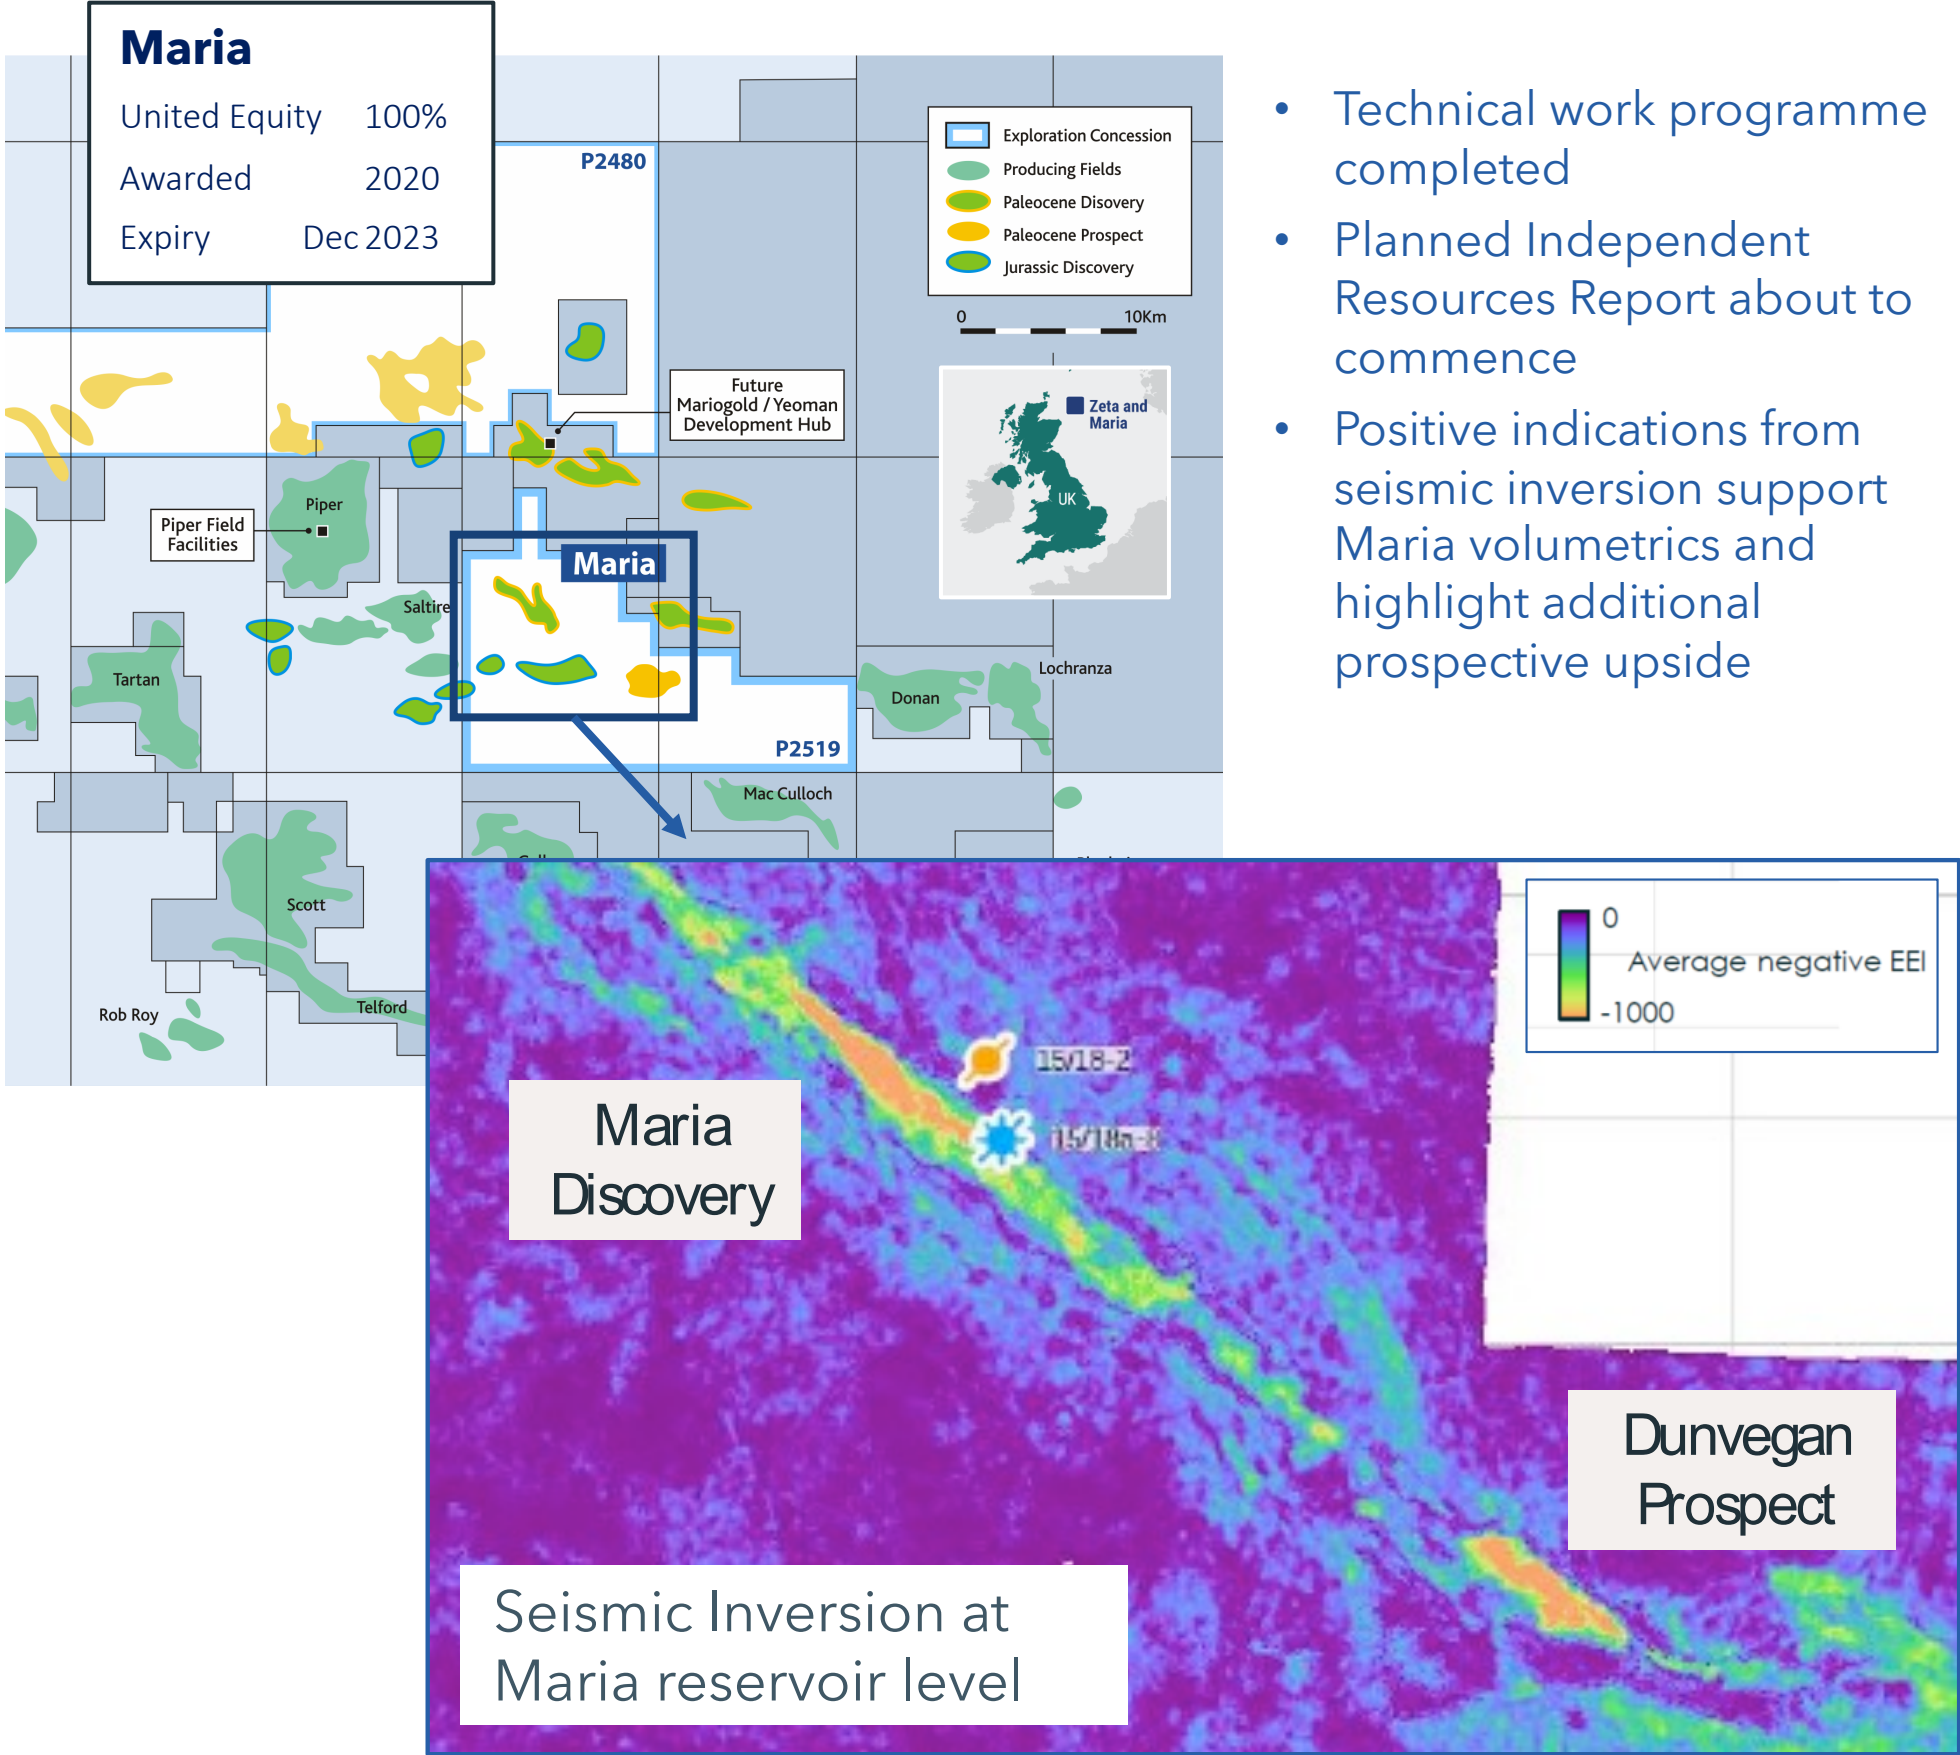 Maria
United Equity 100%
Awarded 2020
Expiry Dec 2023
P2480
Exploration Concession
Producing Fields
Paleocene Disovery
Paleocene Prospect
Jurassic Discovery
0 10Km
Future
Mariogold / Yeoman
Development Hub
Zeta and
Maria
UK
Piper
Piper Field
Facilities
Maria
Saltire
Tartan
Lochranza
Donan
P2519
Mac Culloch
Scott
Rob Roy
Telford
• Technical work programme
completed
• Planned Independent
Resources Report about to
commence
• Positive indications from
seismic inversion support
Maria volumetrics and
highlight additional
prospective upside
0
Average negative EEI
-1000
15/18-2
15/18a-8
Maria
Discovery
Dunvegan
Prospect
Seismic Inversion at
Maria reservoir level